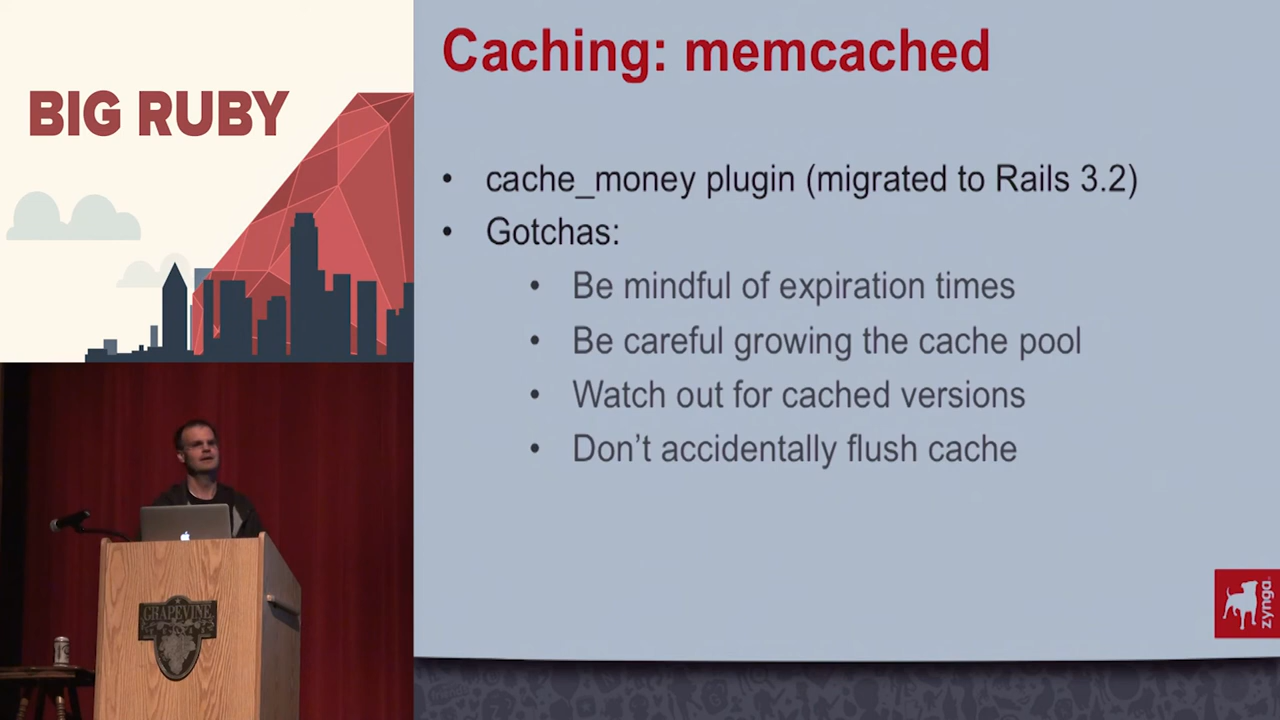 BIG RUBY
Caching: memcached
• cache_money plugin (migrated to Rails 3.2)
• Gotchas:
• Be mindful of expiration times
• Be careful growing the cache pool
• Watch out for cached versions
• Don't accidentally flush cache
zynga
GRAPEVINE